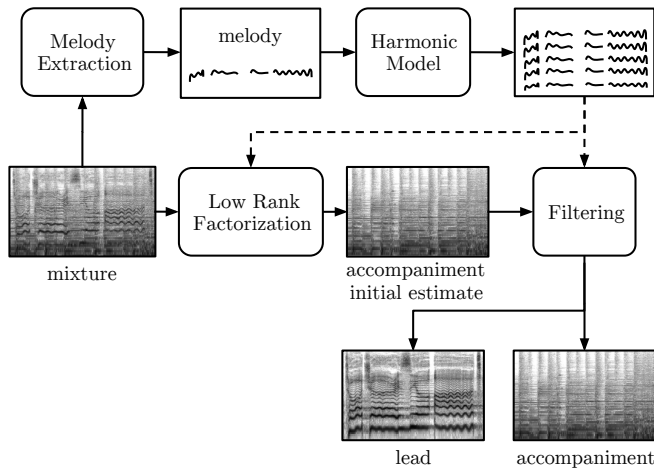 Melody
Extraction
melody
Harmonic
Model
Low Rank
Factorization
Filtering
mixture
accompaniment
initial estimate
lead
accompaniment